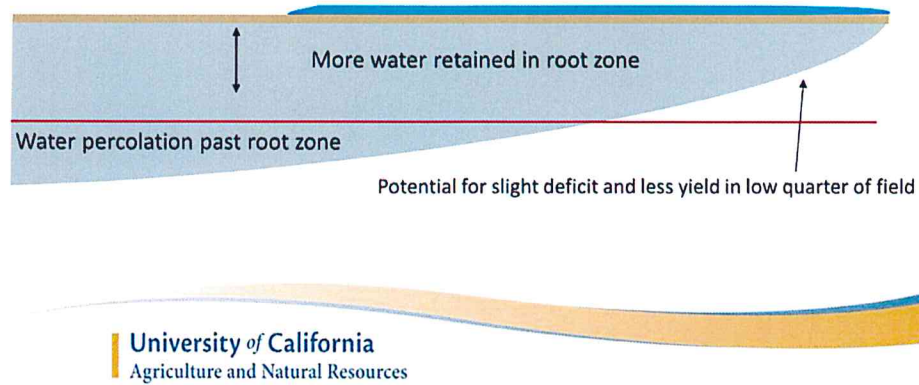 More water retained in root zone
Water percolation past root zone
Potential for slight deficit and less yield in low quarter of field
University of California
Agriculture and Natural Resources